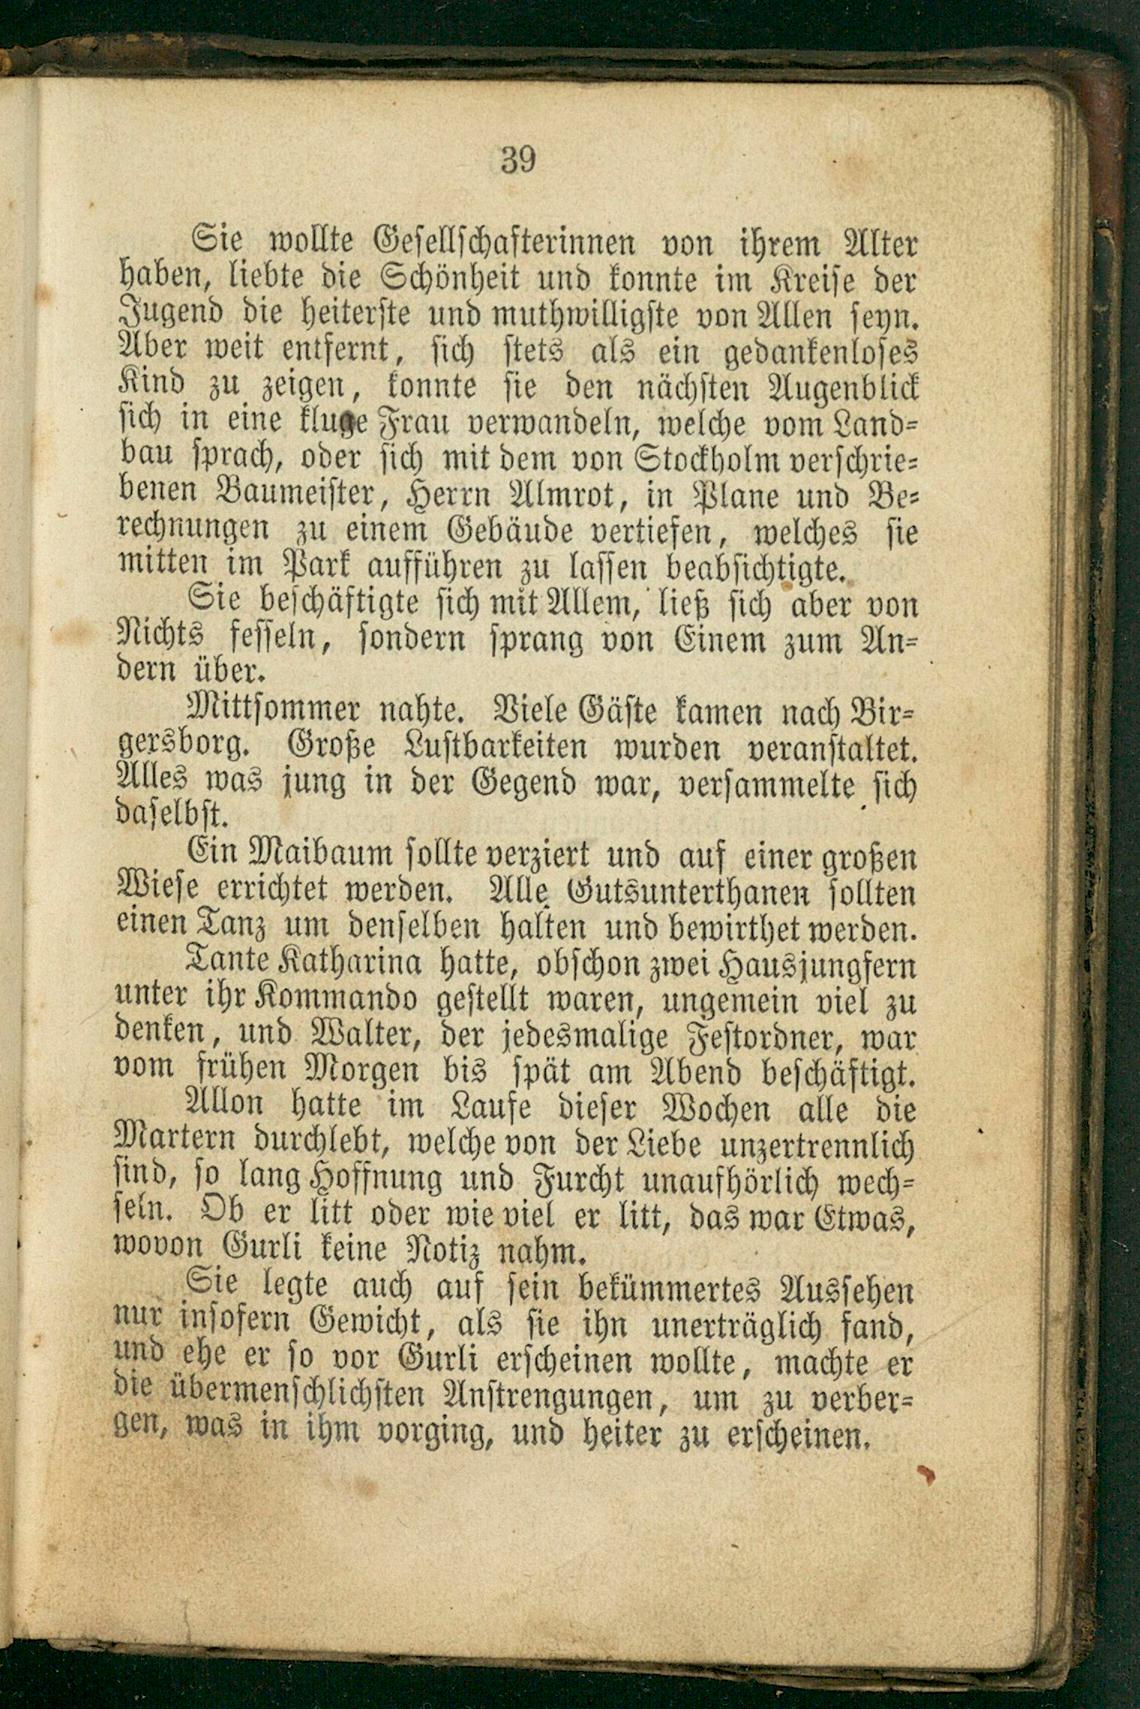 39
Sie wollte Gesellschafterinnen von ihrem Alter
haben, liebte die Schönheit und konnte im Kreise der
Jugend die heiterste und muthwilligste von Allen seyn.
Aber weit entfernt, sich stets als ein gedankenloses
Kind zu zeigen, konnte sie den nächsten Augenblick
sich in eine kluge Frau verwandeln, welche vom Land-
bau sprach, oder sich mit dem von Stockholm verschrie-
benen Baumeister, Herrn Almrot, in Plane und Be-
rechnungen zu einem Gebäude vertiefen, welches sie
mitten im Park aufführen zu lassen beabsichtigte.
Sie beschäftigte sich mit Allem, ließ sich aber von
Nichts fesseln, sondern sprang von Einem zum An-
dern über.
Mittsommer nahte. Viele Gäste kamen nach Bir-
gersborg. Große Lustbarkeiten wurden veranstaltet.
Alles was jung in der Gegend war, versammelte sich
daselbst.
Ein Maibaum sollte verziert und auf einer großen
Wiese errichtet werden. Alle Gutsunterthanen sollten
einen Tanz um denselben halten und bewirthet werden.
Tante Katharina hatte, obschon zwei Hausjungfern
unter ihr Kommando gestellt waren, ungemein viel zu
denken, und Walter, der jedesmalige Festordner, war
vom frühen Morgen bis spät am Abend beschäftigt.
Allon hatte im Laufe dieser Wochen alle die
Martern durchlebt, welche von der Liebe unzertrennlich
sind, so lang Hoffnung und Furcht unaufhörlich wech-
seln. Ob er litt oder wie viel er litt, das war Etwas,
wovon Gurli keine Notiz nahm.
Sie legte auch auf sein bekümmertes Aussehen
nur insofern Gewicht, als sie ihn unerträglich fand,
und ehe er so vor Gurli erscheinen wollte, machte er
die übermenschlichsten Anstrengungen, um zu verber-
gen, was in ihm vorging, und heiter zu erscheinen.